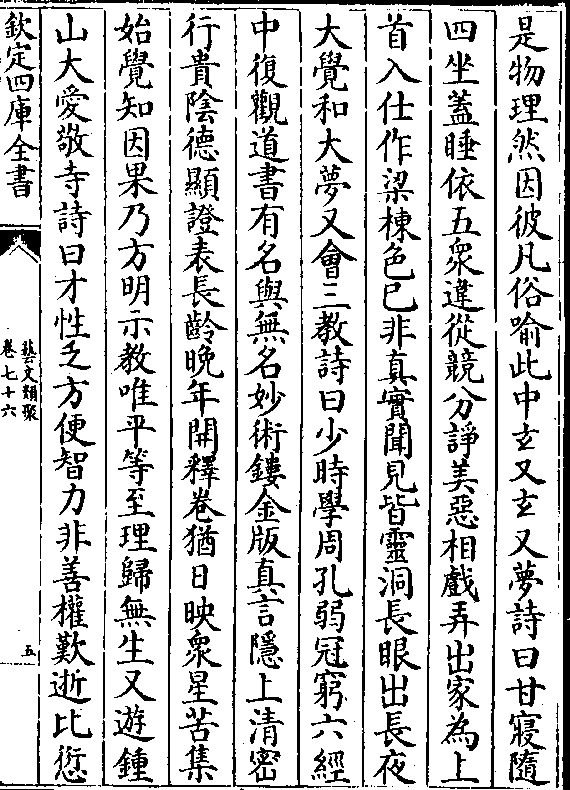 是物理然因彼凡俗喻此中玄又玄又夢詩曰甘寢隨
四坐蓋睡依五衆違從競分諍美惡相戲弄出家為上
首入仕作梁棟色已非真實聞見皆靈洞長眼出長夜
大覺和大夢又會三教詩曰少時學周孔弱冠窮六經
中復觀道書有名與無名妙術鏤金版真言隱上清密
行貴陰德顯證表長齡晚年開釋卷猶日映衆星苦集
始覺知因果乃方明示教唯平等至理歸無生又遊鍾
山大愛敬寺詩曰才性乏方便智力非善權歎逝比愆
欽定四庫全書
藝文類聚
卷七十六
五